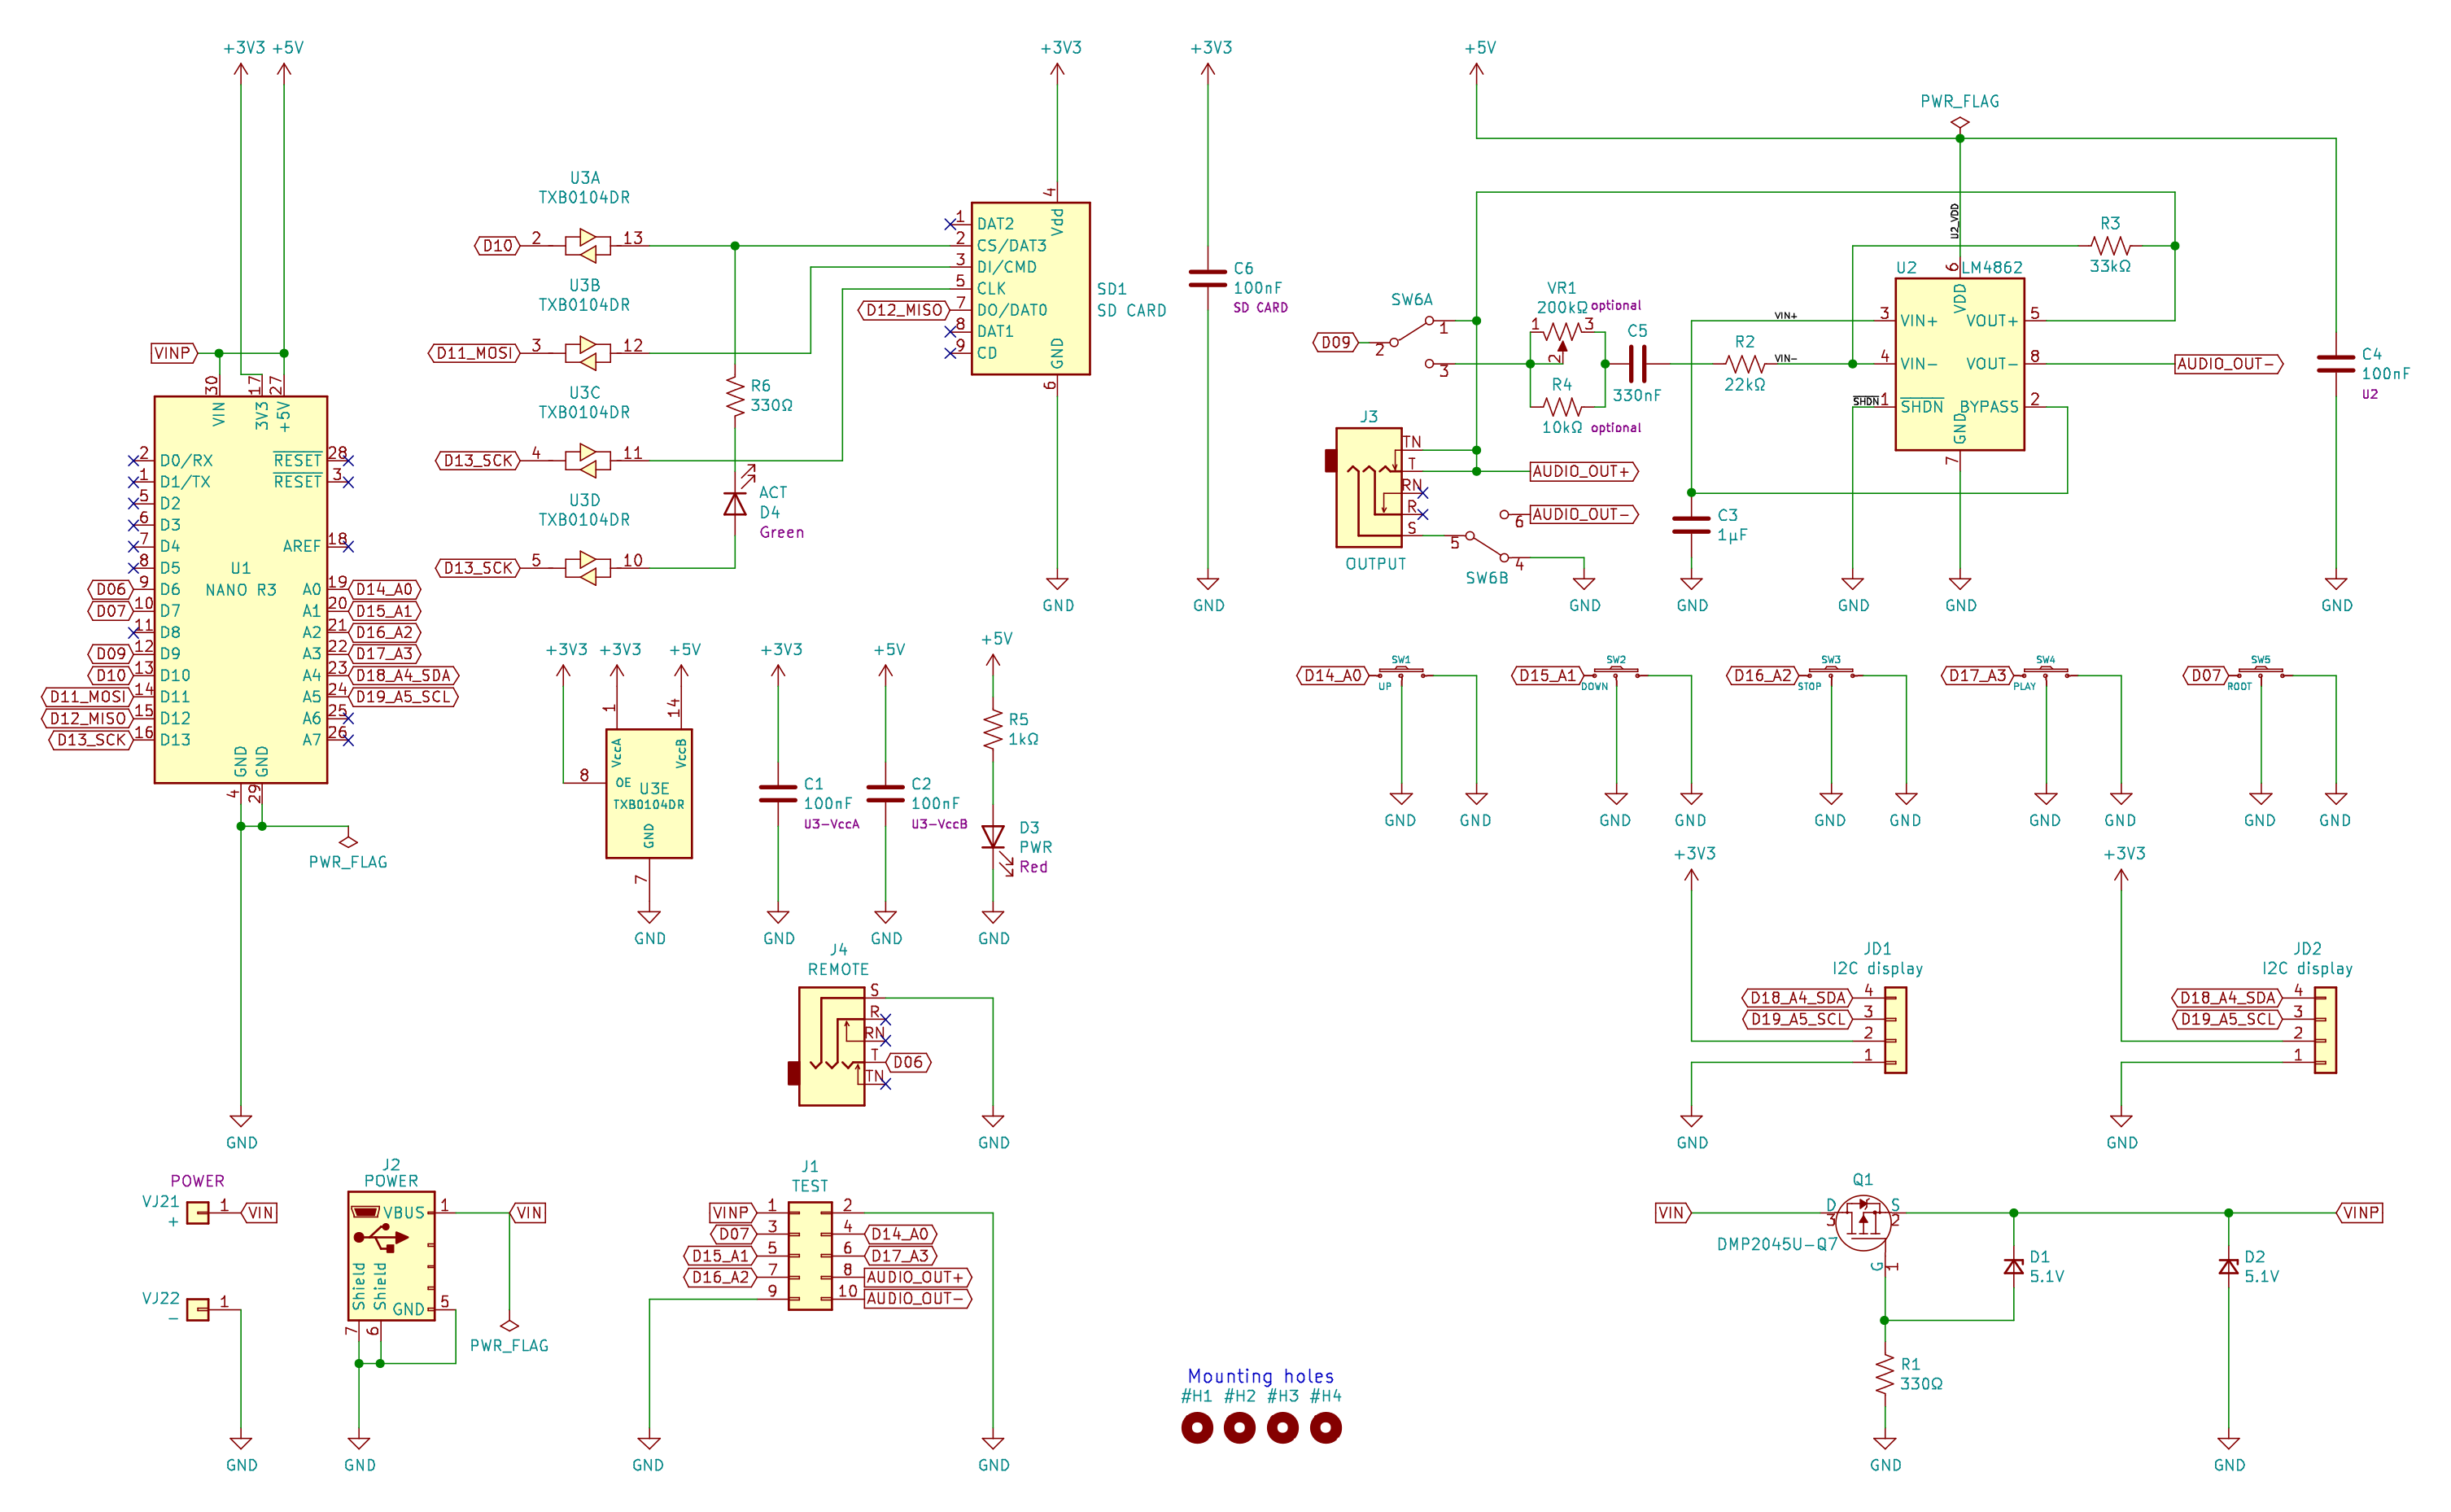 +3V3 +5V
+3V3
+3V3
+5V
PWR_FLAG
U3A
TXB0104DR
D10 2 13
U3B
TXB0104DR
D11_MOSI 3 12
U3C
TXB0104DR
D13_SCK 4 11
U3D
TXB0104DR
D13_SCK 5 10
R6
330Ω
ACT
D4
Green
4
Vdd
1 DAT2
2 CS/DAT3
3 DI/CMD
5 CLK
D12_MISO 7 DO/DAT0
8 DAT1
9 CD
GND
6
SD1
SD CARD
GND
C6
100nF
SD CARD
GND
VINP
30 17 27
VIN 3V3 +5V
2 D0/RX RESET 28
1 D1/TX RESET 3
5 D2
6 D3
7 D4 AREF 18
8 D5
U1
NANO R3
D06 9 D6 A0 19 D14_A0
D07 10 D7 A1 20 D15_A1
11 D8 A2 21 D16_A2
D09 12 D9 A3 22 D17_A3
D10 13 D10 A4 23 D18_A4_SDA
D11_MOSI 14 D11 A5 24 D19_A5_SCL
D12_MISO 15 D12 A6 25
D13_SCK 16 D13 A7 26
GND GND
4 29
PWR_FLAG
GND
SW6A
D09 2 1
3
VR1
200kΩ optional
1 3
2
R4
10kΩ optional
C5
330nF
R2
22kΩ
VIN+
VIN-
SHDN
U2_VDD
R3
33kΩ
U2 LM4862
6
VDD
3 VIN+ VOUT+ 5
4 VIN- VOUT- 8 AUDIO_OUT-
1 SHDN BYPASS 2
GND
7
GND
GND
C4
100nF
U2
GND
J3
TN
T AUDIO_OUT+
RN
R 6 AUDIO_OUT-
S 5
4
OUTPUT
SW6B
GND
C3
1µF
GND
+3V3 +3V3 +5V
1 14
VccA VccB
8 OE
U3E
TXB0104DR
GND
7
GND
+3V3
C1
100nF
U3-VccA
GND
+5V
C2
100nF
U3-VccB
GND
+5V
R5
1kΩ
D3
PWR
Red
GND
D14_A0 SW1
UP
GND GND
D15_A1 SW2
DOWN
GND GND
D16_A2 SW3
STOP
GND GND
D17_A3 SW4
PLAY
GND GND
D07 SW5
ROOT
GND GND
J4
REMOTE
S
R
RN
T D06
TN
GND
+3V3
JD1
I2C display
D18_A4_SDA 4
D19_A5_SCL 3
2
1
GND
+3V3
JD2
I2C display
D18_A4_SDA 4
D19_A5_SCL 3
2
1
GND
POWER
VJ21 1 VIN
+
VJ22 1
-
GND
J2
POWER
VBUS 1 VIN
Shield Shield
GND 5
7 6
PWR_FLAG
GND
J1
TEST
VINP 1 2
D07 3 4 D14_A0
D15_A1 5 6 D17_A3
D16_A2 7 8 AUDIO_OUT+
9 10 AUDIO_OUT-
GND GND
Mounting holes
#H1 #H2 #H3 #H4
Q1
VIN D S VINP
3 2
DMP2045U-Q7
G 1
D1
5.1V
D2
5.1V
R1
330Ω
GND
GND